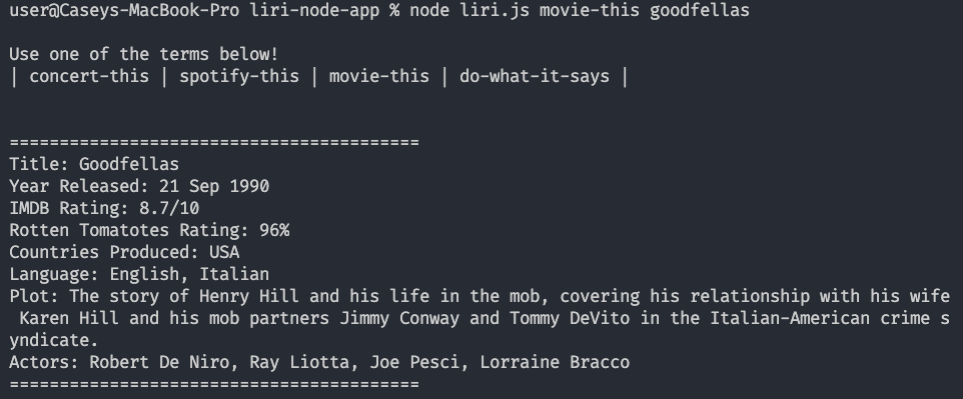 user@Caseys-MacBook-Pro liri-node-app % node liri.js movie-this goodfellas
Use one of the terms below!
| concert-this | spotify-this | movie-this | do-what-it-says |
=========================================
Title: Goodfellas
Year Released: 21 Sep 1990
IMDB Rating: 8.7/10
Rotten Tomatotes Rating: 96%
Countries Produced: USA
Language: English, Italian
Plot: The story of Henry Hill and his life in the mob, covering his relationship with his wife
 Karen Hill and his mob partners Jimmy Conway and Tommy DeVito in the Italian-American crime s
yndicate.
Actors: Robert De Niro, Ray Liotta, Joe Pesci, Lorraine Bracco
=========================================